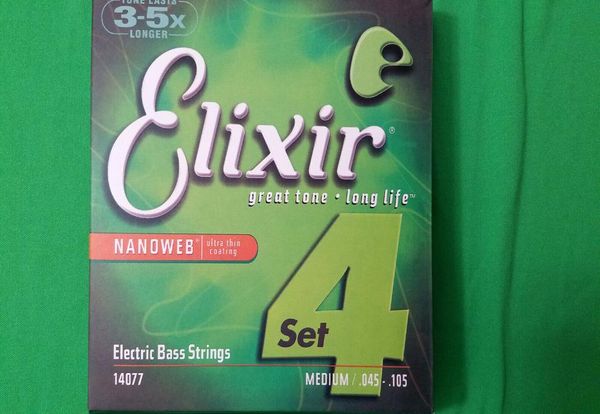 TONE LASTS
3-5x
LONGER
e
Elixir®
great tone • long life™
NANOWEB® | ultra thin
coating
4
Set
Electric Bass Strings
14077
MEDIUM / .045 - .105